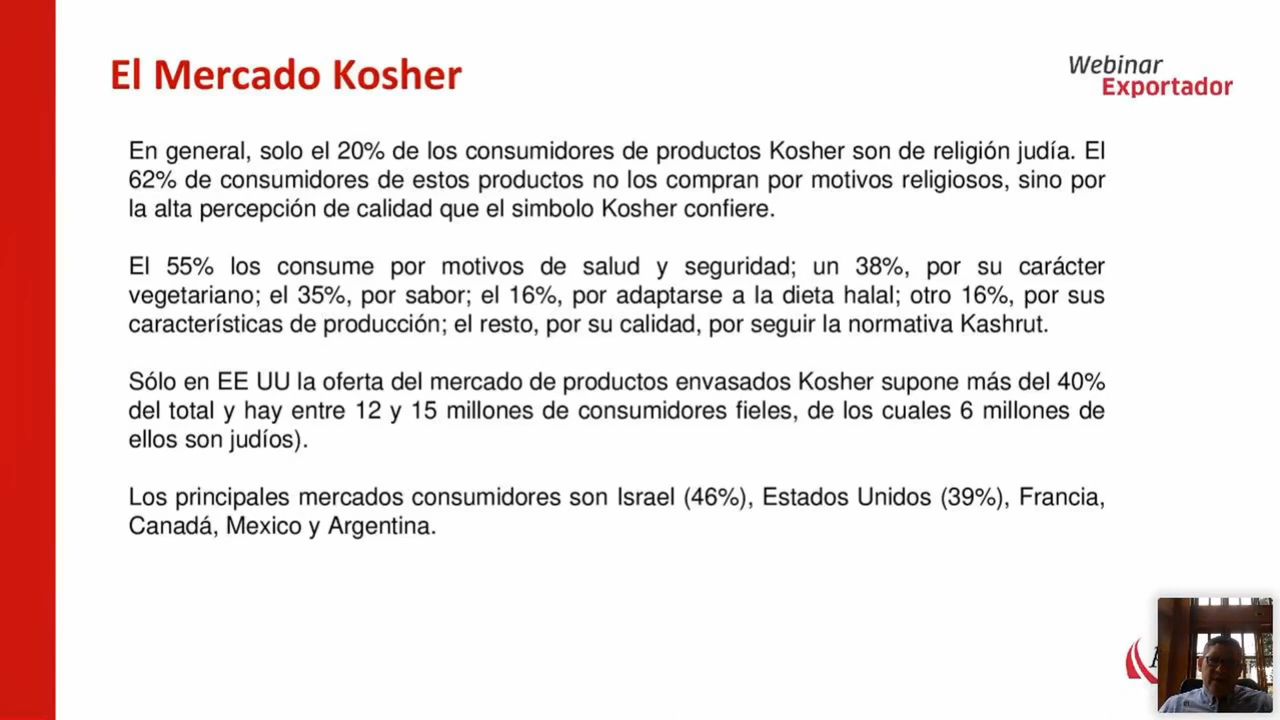 El Mercado Kosher
Webinar
Exportador
En general, solo el 20% de los consumidores de productos Kosher son de religión judía. El
62% de consumidores de estos productos no los compran por motivos religiosos, sino por
la alta percepción de calidad que el simbolo Kosher confiere.
El 55% los consume por motivos de salud y seguridad; un 38%, por su carácter
vegetariano; el 35%, por sabor; el 16%, por adaptarse a la dieta halal; otro 16%, por sus
características de producción; el resto, por su calidad, por seguir la normativa Kashrut.
Sólo en EE UU la oferta del mercado de productos envasados Kosher supone más del 40%
del total y hay entre 12 y 15 millones de consumidores fieles, de los cuales 6 millones de
ellos son judíos).
Los principales mercados consumidores son Israel (46%), Estados Unidos (39%), Francia,
Canadá, Mexico y Argentina.